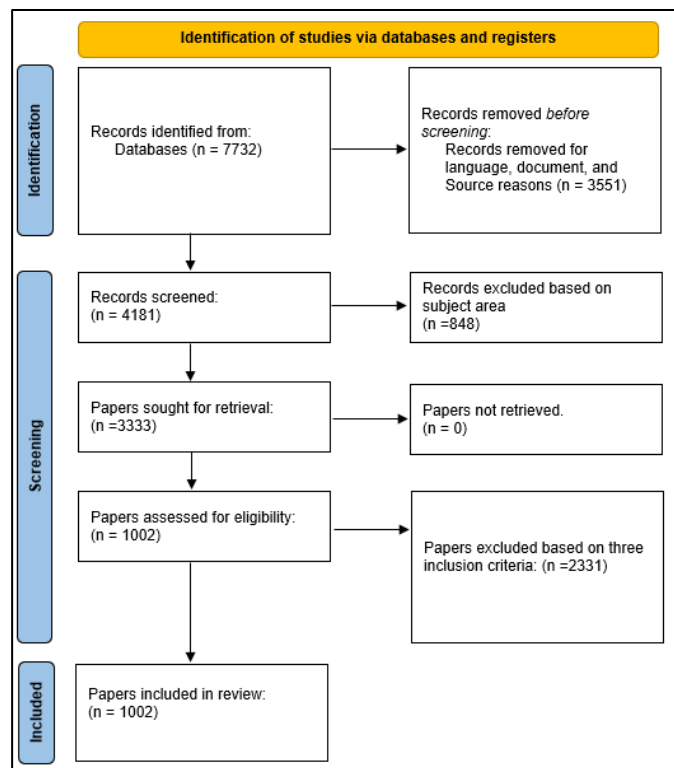 Identification of studies via databases and registers
Identification
Records identified from:
Databases (n = 7732)
Records removed before
screening:
Records removed for
language, document, and
Source reasons (n = 3551)
Screening
Records screened:
(n = 4181)
Records excluded based on
subject area
(n =848)
Papers sought for retrieval:
(n =3333)
Papers not retrieved.
(n = 0)
Papers assessed for eligibility:
(n = 1002)
Papers excluded based on three
inclusion criteria: (n =2331)
Included
Papers included in review:
(n = 1002)